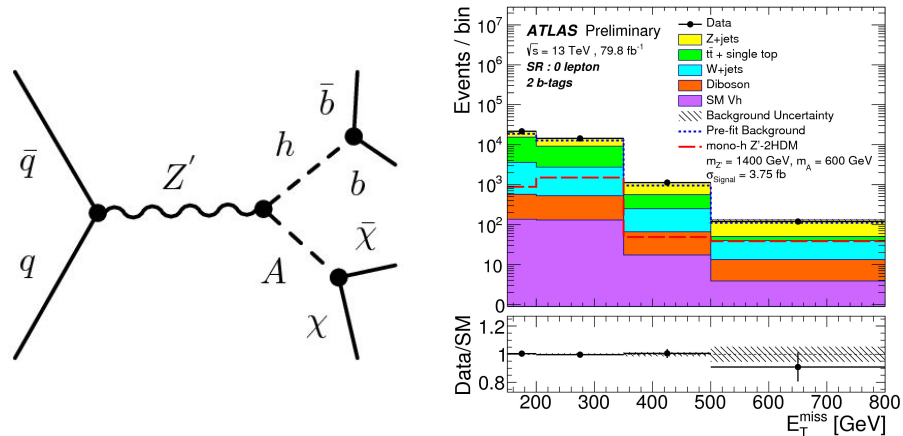 q̄
q
Z′
h
A
b̄
b
χ̄
χ
Events / bin
10⁷
10⁶
10⁵
10⁴
10³
10²
10
0
ATLAS Preliminary
√s = 13 TeV , 79.8 fb⁻¹
SR : 0 lepton
2 b-tags
Data
Z+jets
tt̄ + single top
W+jets
Diboson
SM Vh
Background Uncertainty
Pre-fit Background
mono-h Z'-2HDM
m_Z' = 1400 GeV, m_A = 600 GeV
σ_Signal = 3.75 fb
Data/SM
1.2
1
0.8
200 300 400 500 600 700 800
E_T^miss [GeV]